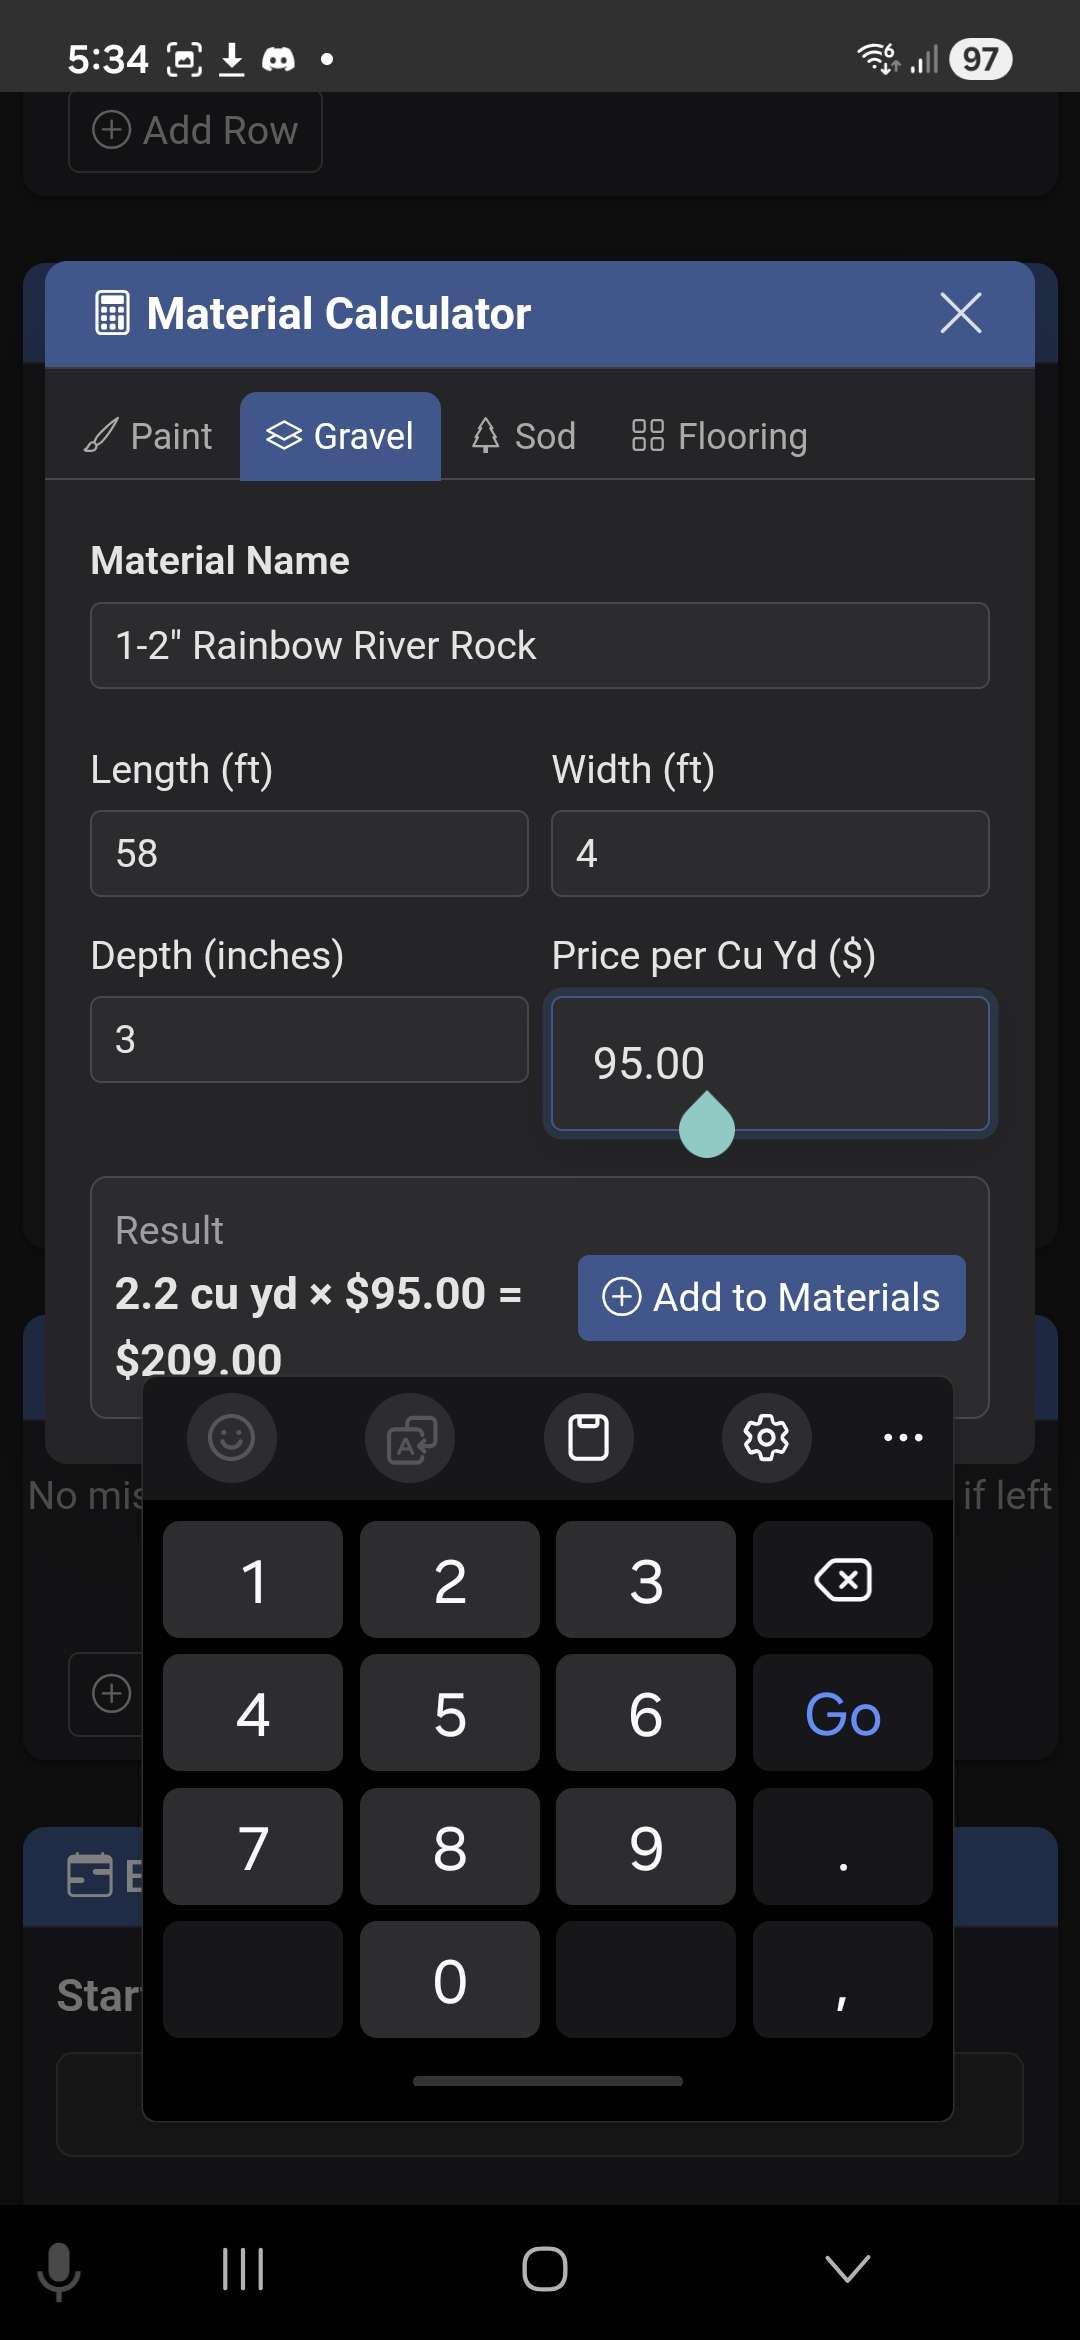 5:34
6
97
Add Row
Material Calculator
Paint
Gravel
Sod
Flooring
Material Name
1-2" Rainbow River Rock
Length (ft)
Width (ft)
58
4
Depth (inches)
Price per Cu Yd ($)
3
95.00
Result
2.2 cu yd × $95.00 =
$209.00
Add to Materials
No mis
if left
A
1 2 3
4 5 6 Go
7 8 9 .
0 ,
E
Star